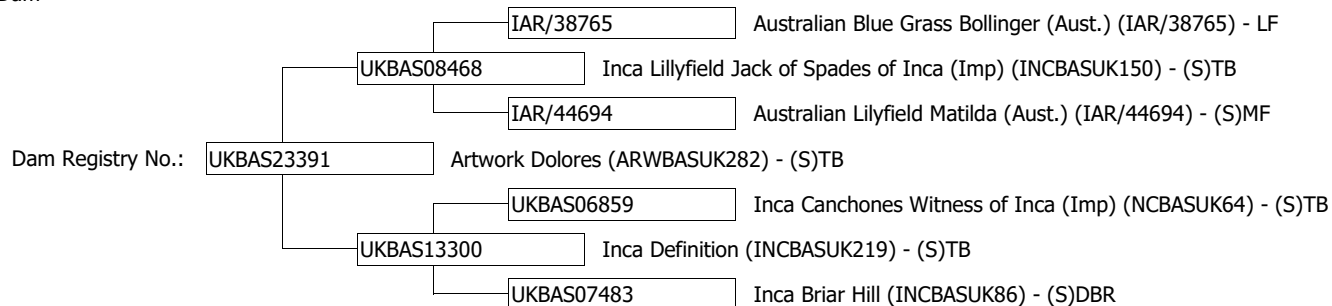 IAR/38765 Australian Blue Grass Bollinger (Aust.) (IAR/38765) - LF
UKBAS08468 Inca Lillyfield Jack of Spades of Inca (Imp) (INCBASUK150) - (S)TB
IAR/44694 Australian Lilyfield Matilda (Aust.) (IAR/44694) - (S)MF
Dam Registry No.: UKBAS23391 Artwork Dolores (ARWBASUK282) - (S)TB
UKBAS06859 Inca Canchones Witness of Inca (Imp) (NCBASUK64) - (S)TB
UKBAS13300 Inca Definition (INCBASUK219) - (S)TB
UKBAS07483 Inca Briar Hill (INCBASUK86) - (S)DBR